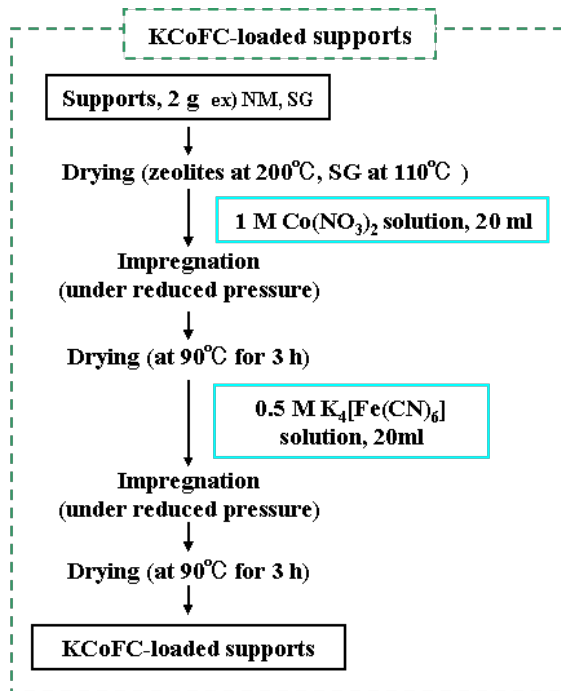 KCoFC-loaded supports
Supports, 2 g ex) NM, SG
Drying (zeolites at 200℃, SG at 110℃ )
1 M Co(NO₃)₂ solution, 20 ml
Impregnation
(under reduced pressure)
Drying (at 90℃ for 3 h)
0.5 M K₄[Fe(CN)₆]
solution, 20ml
Impregnation
(under reduced pressure)
Drying (at 90℃ for 3 h)
KCoFC-loaded supports